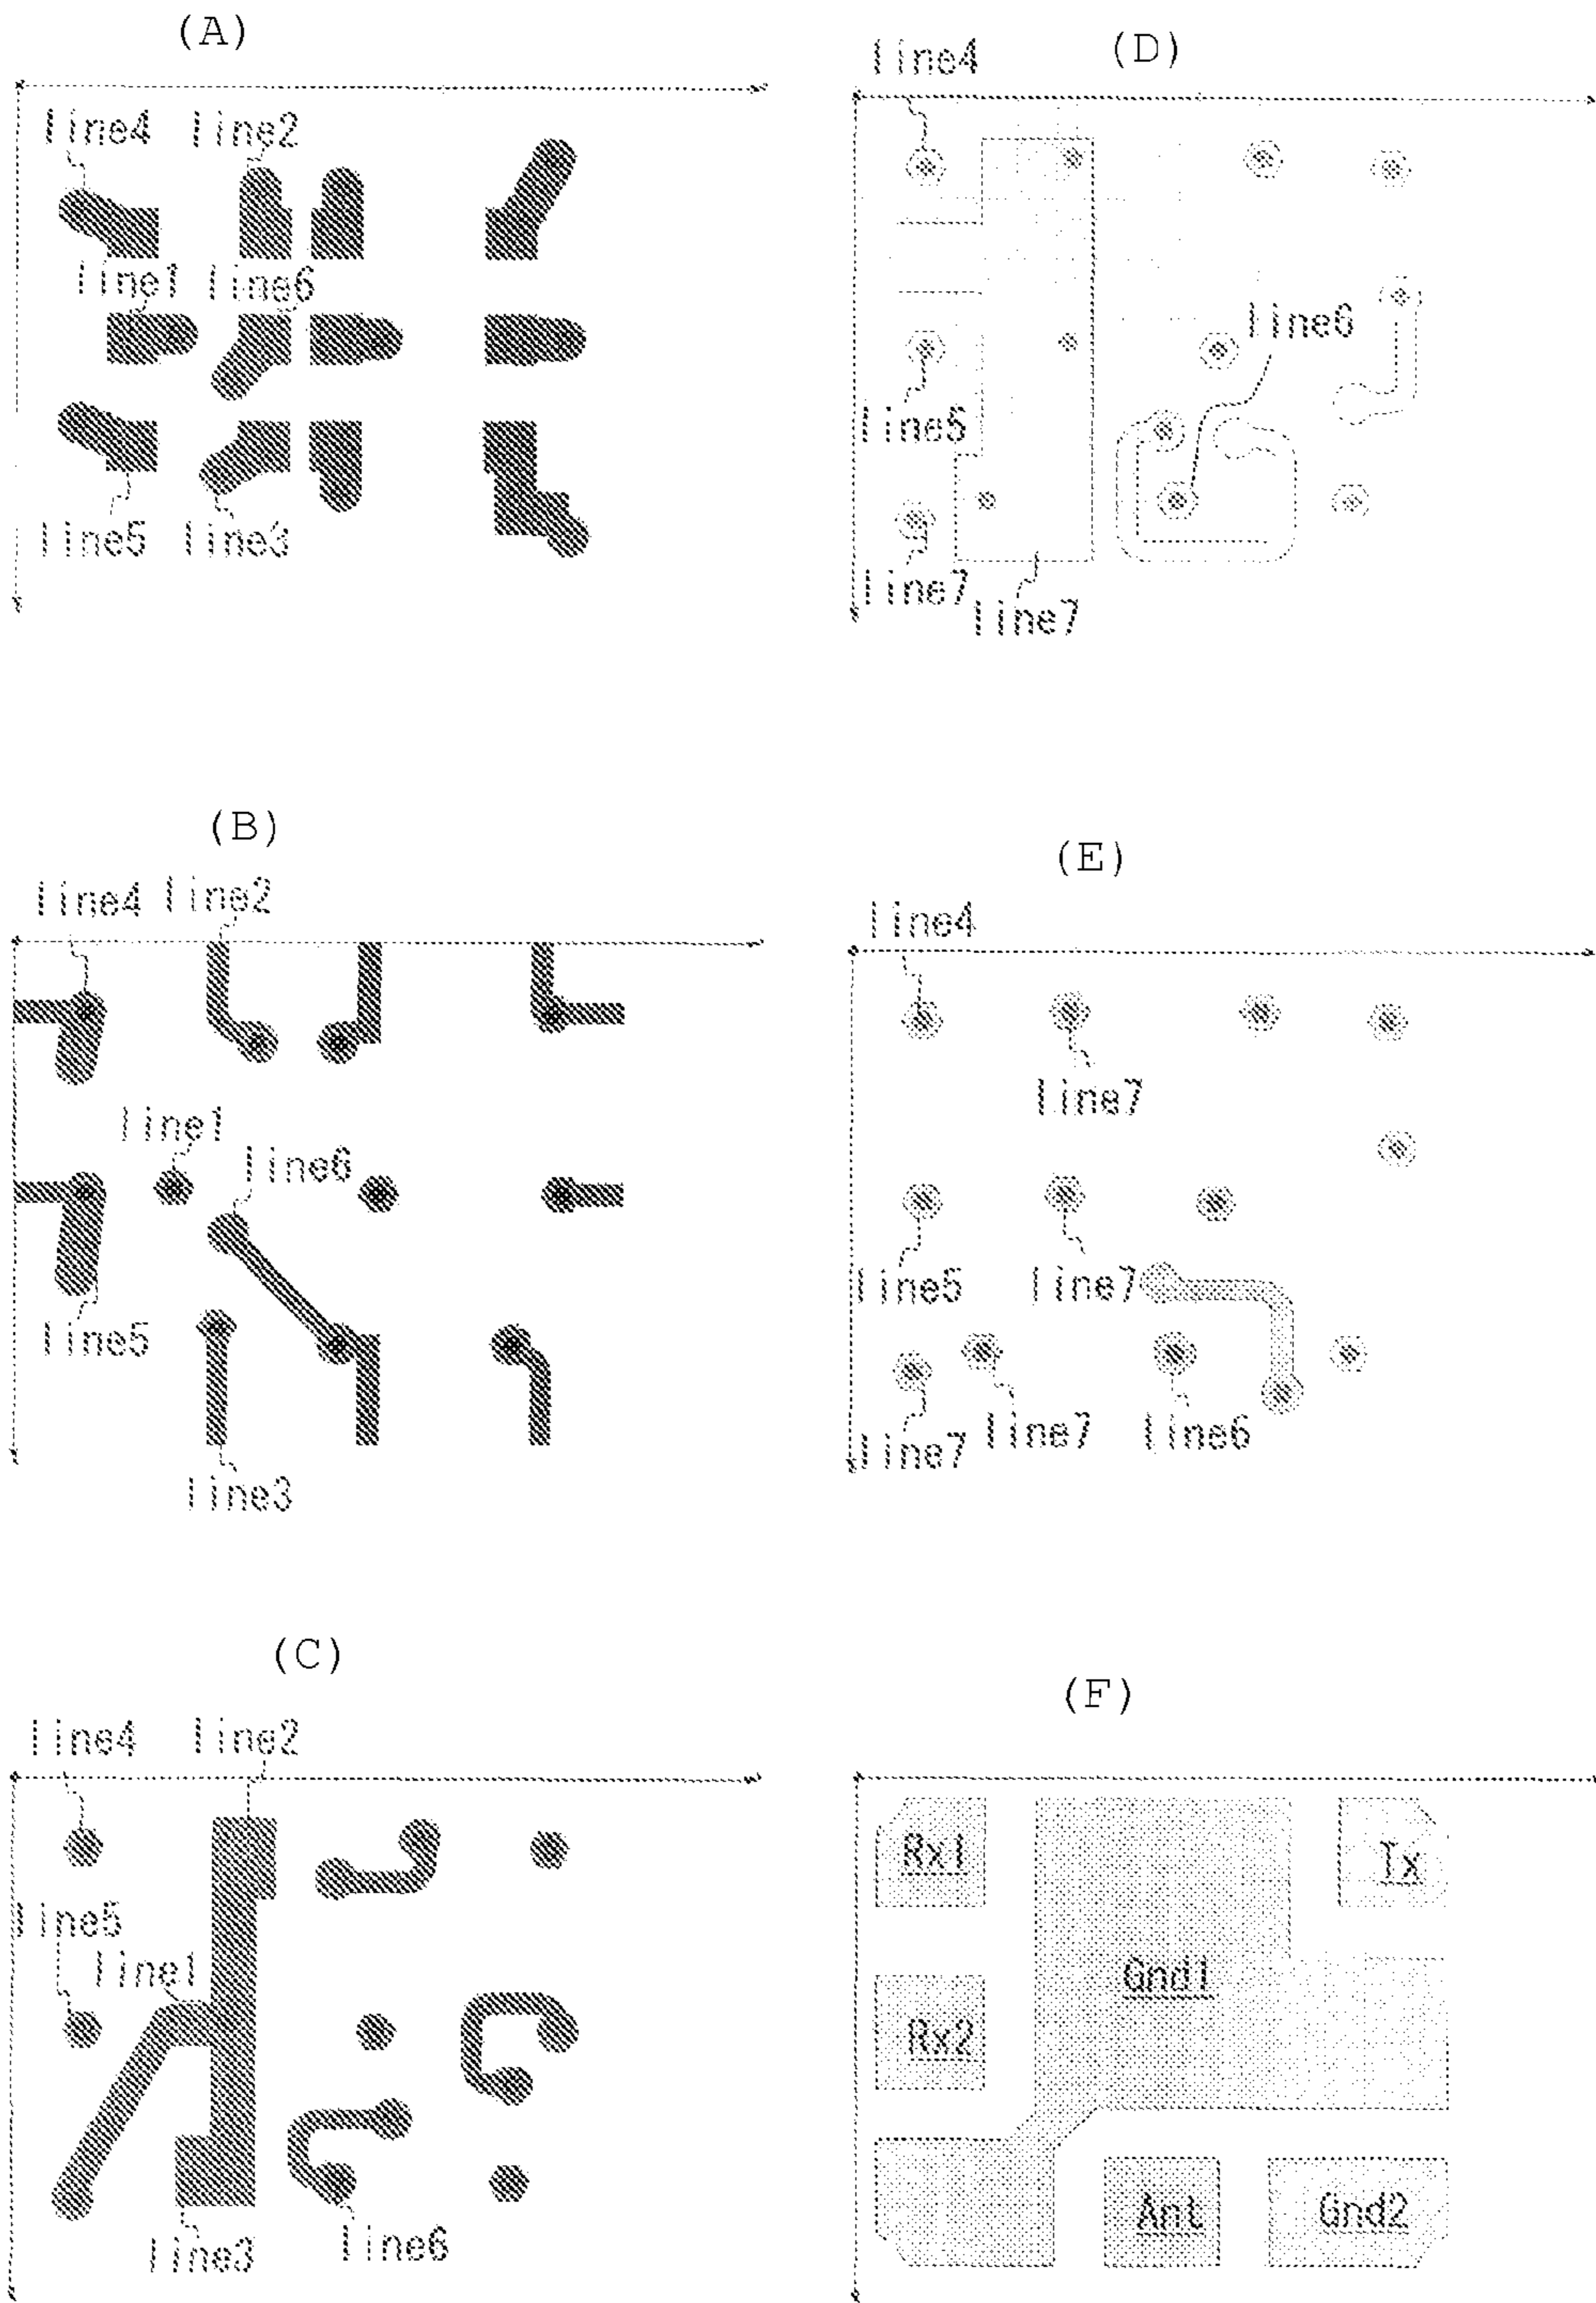 (A)
line4 line2
line1 line6
line5 line3
(B)
line4 line2
line1
line6
line5
line3
(C)
line4 line2
line5
line1
line3 line6
(D)
line4
line6
line5
line7
line7
(E)
line4
line7
line5 line7
line7 line7 line6
(F)
Rx1 Tx
Gnd1
Rx2
Ant Gnd2